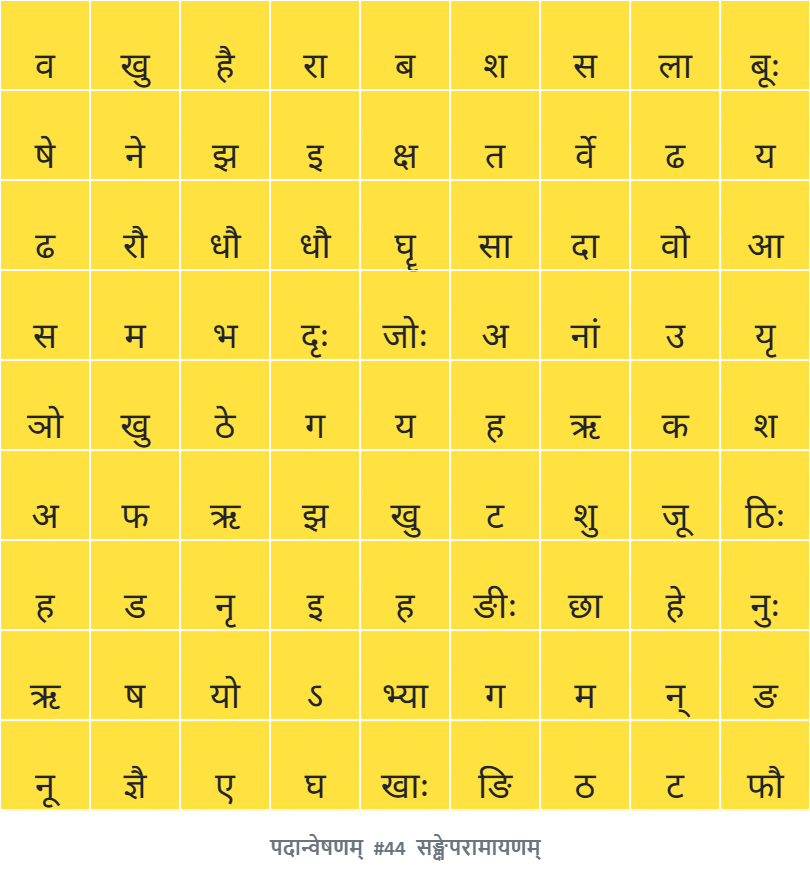 व खु है रा ब श स ला बूः
षे ने झ इ क्ष त र्वे ढ य
ढ रौ धौ धौ घॄ सा दा वो आ
स म भ दृः जोः अ नां उ यृ
ञो खु ठे ग य ह ऋ क श
अ फ ऋ झ खु ट शु जू ठिः
ह ड नृ इ ह ङीः छा हे नुः
ऋ ष यो ऽ भ्या ग म न् ङ
नू ज्ञै ए घ खाः ङि ठ ट फौ
पदान्वेषणम् #44 सङ्क्षेपरामायणम्